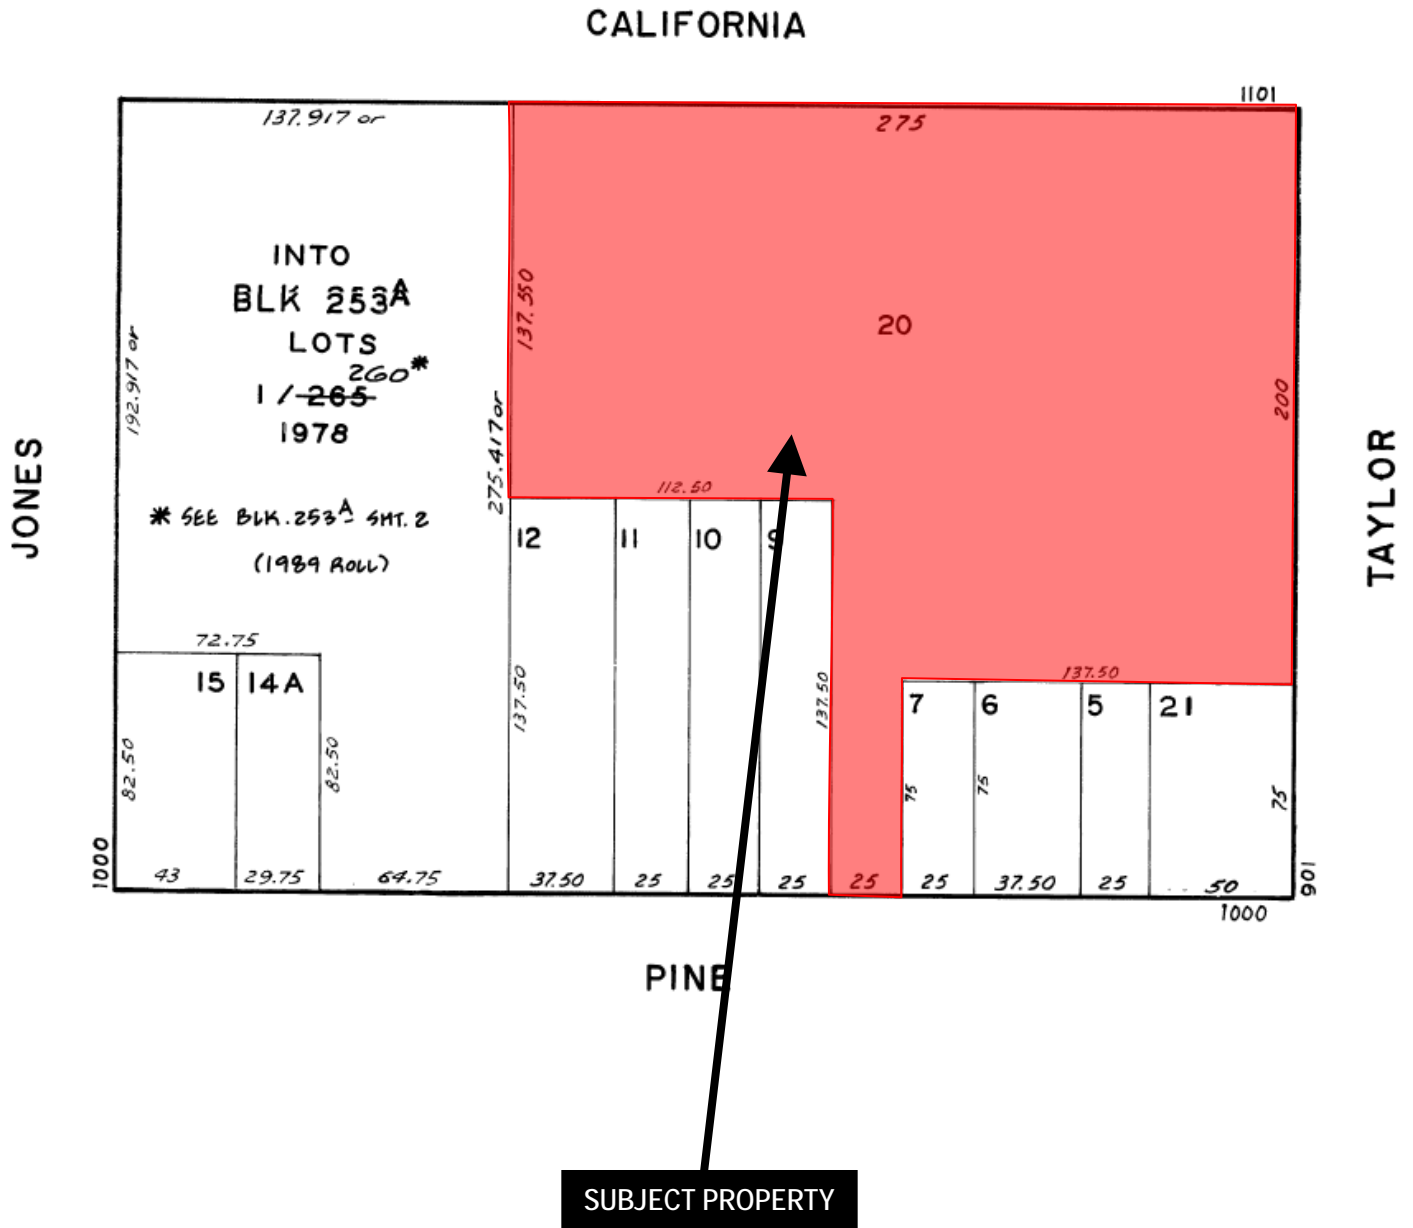 CALIFORNIA
1101
137.917 or
275
INTO
BLK 253A
LOTS
260*
1 / 265
1978
* SEE BLK. 253A SHT. 2
(1989 ROLL)
192.917 or
137.550
275.417 or
20
200
JONES
TAYLOR
112.50
12
11
10
9
72.75
15
14A
137.50
137.50
137.50
7
6
5
21
82.50
82.50
75
75
75
1000
43
29.75
64.75
37.50
25
25
25
25
25
37.50
25
50
901
1000
PINE
SUBJECT PROPERTY